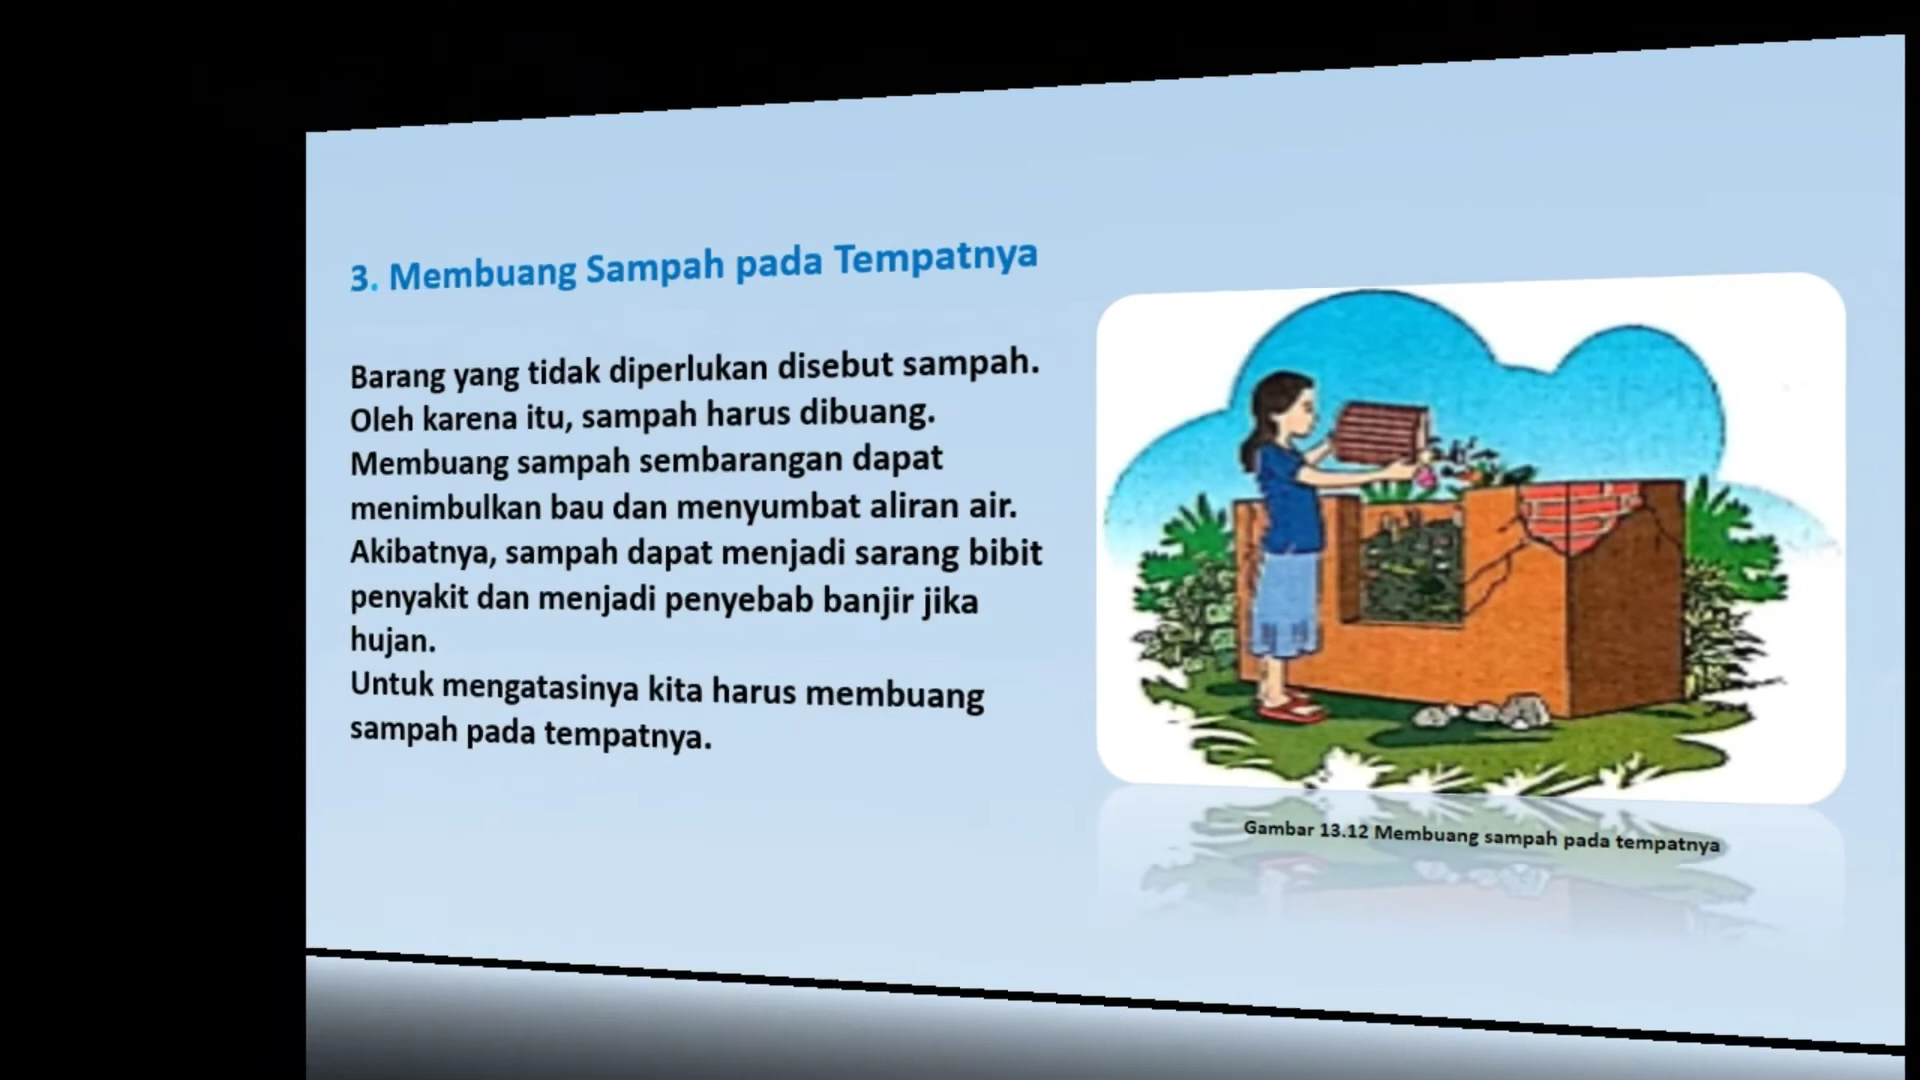 3. Membuang Sampah pada Tempatnya
Barang yang tidak diperlukan disebut sampah.
Oleh karena itu, sampah harus dibuang.
Membuang sampah sembarangan dapat
menimbulkan bau dan menyumbat aliran air.
Akibatnya, sampah dapat menjadi sarang bibit
penyakit dan menjadi penyebab banjir jika
hujan.
Untuk mengatasinya kita harus membuang
sampah pada tempatnya.
Gambar 13.12 Membuang sampah pada tempatnya